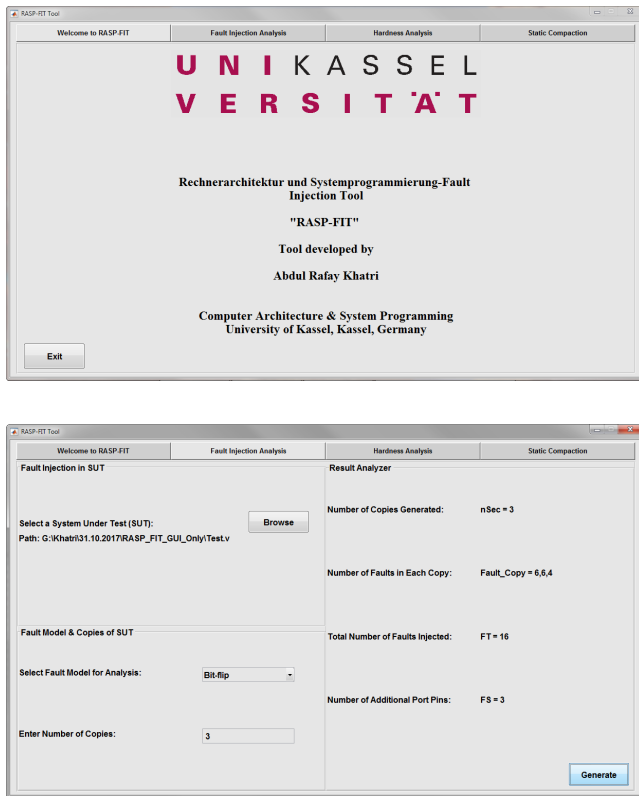 RASP-FIT Tool
Welcome to RASP-FIT
Fault Injection Analysis
Hardness Analysis
Static Compaction
UNIKASSEL
VERSITÄT
Rechnerarchitektur und Systemprogrammierung-Fault
Injection Tool
"RASP-FIT"
Tool developed by
Abdul Rafay Khatri
Computer Architecture & System Programming
University of Kassel, Kassel, Germany
Exit
RASP-FIT Tool
Welcome to RASP-FIT
Fault Injection Analysis
Hardness Analysis
Static Compaction
Fault Injection in SUT
Select a System Under Test (SUT):
Browse
Path: G:\Khatri\31.10.2017\RASP_FIT_GUI_Only\Test.v
Fault Model & Copies of SUT
Select Fault Model for Analysis:
Bit-flip
Enter Number of Copies:
3
Result Analyzer
Number of Copies Generated:
nSec = 3
Number of Faults in Each Copy:
Fault_Copy = 6,6,4
Total Number of Faults Injected:
FT = 16
Number of Additional Port Pins:
FS = 3
Generate